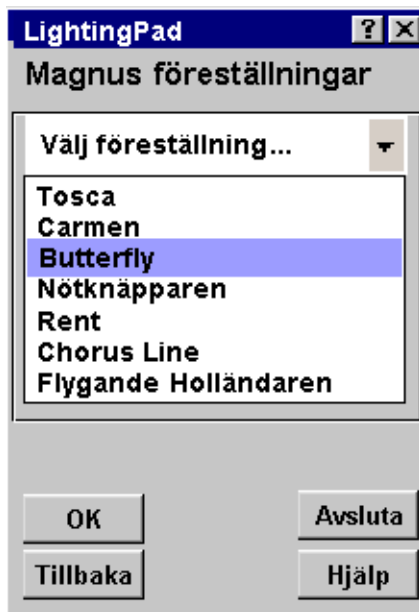 LightingPad ? X
Magnus föreställningar
Välj föreställning...
Tosca
Carmen
Butterfly
Nötknäpparen
Rent
Chorus Line
Flygande Holländaren
OK
Avsluta
Tillbaka
Hjälp